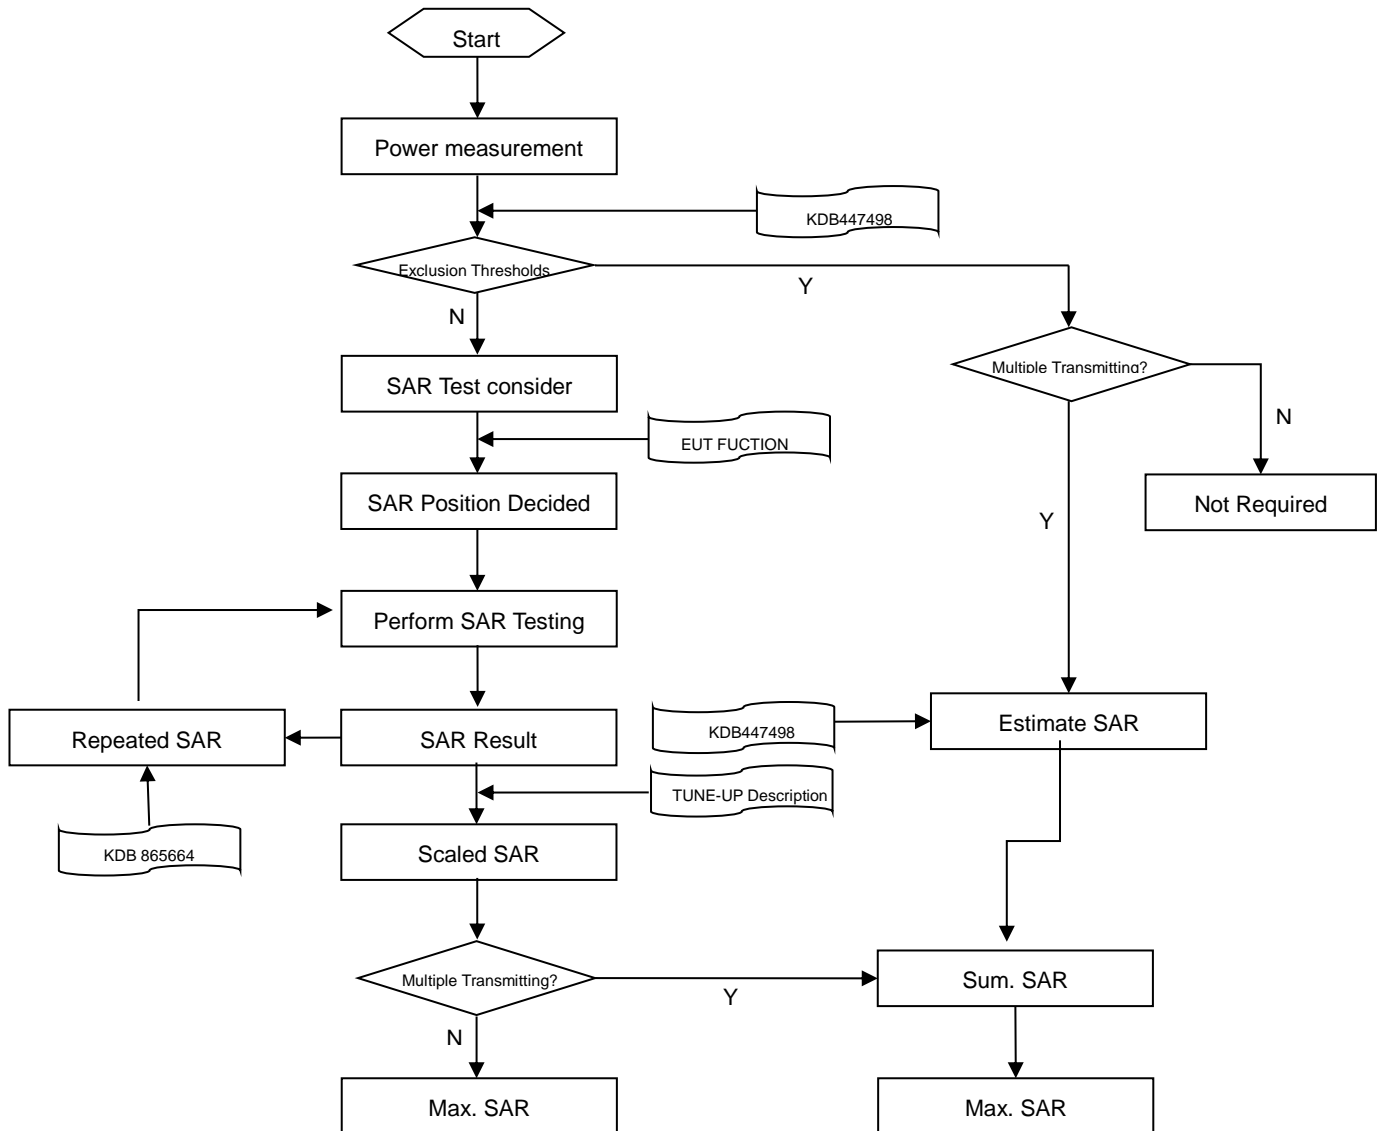 Start
Power measurement
KDB447498
Exclusion Thresholds
Y
N
Multiple Transmitting?
SAR Test consider
N
EUT FUCTION
SAR Position Decided
Not Required
Y
Perform SAR Testing
Repeated SAR
SAR Result
KDB447498
Estimate SAR
TUNE-UP Description
KDB 865664
Scaled SAR
Multiple Transmitting?
Y
Sum. SAR
N
Max. SAR
Max. SAR